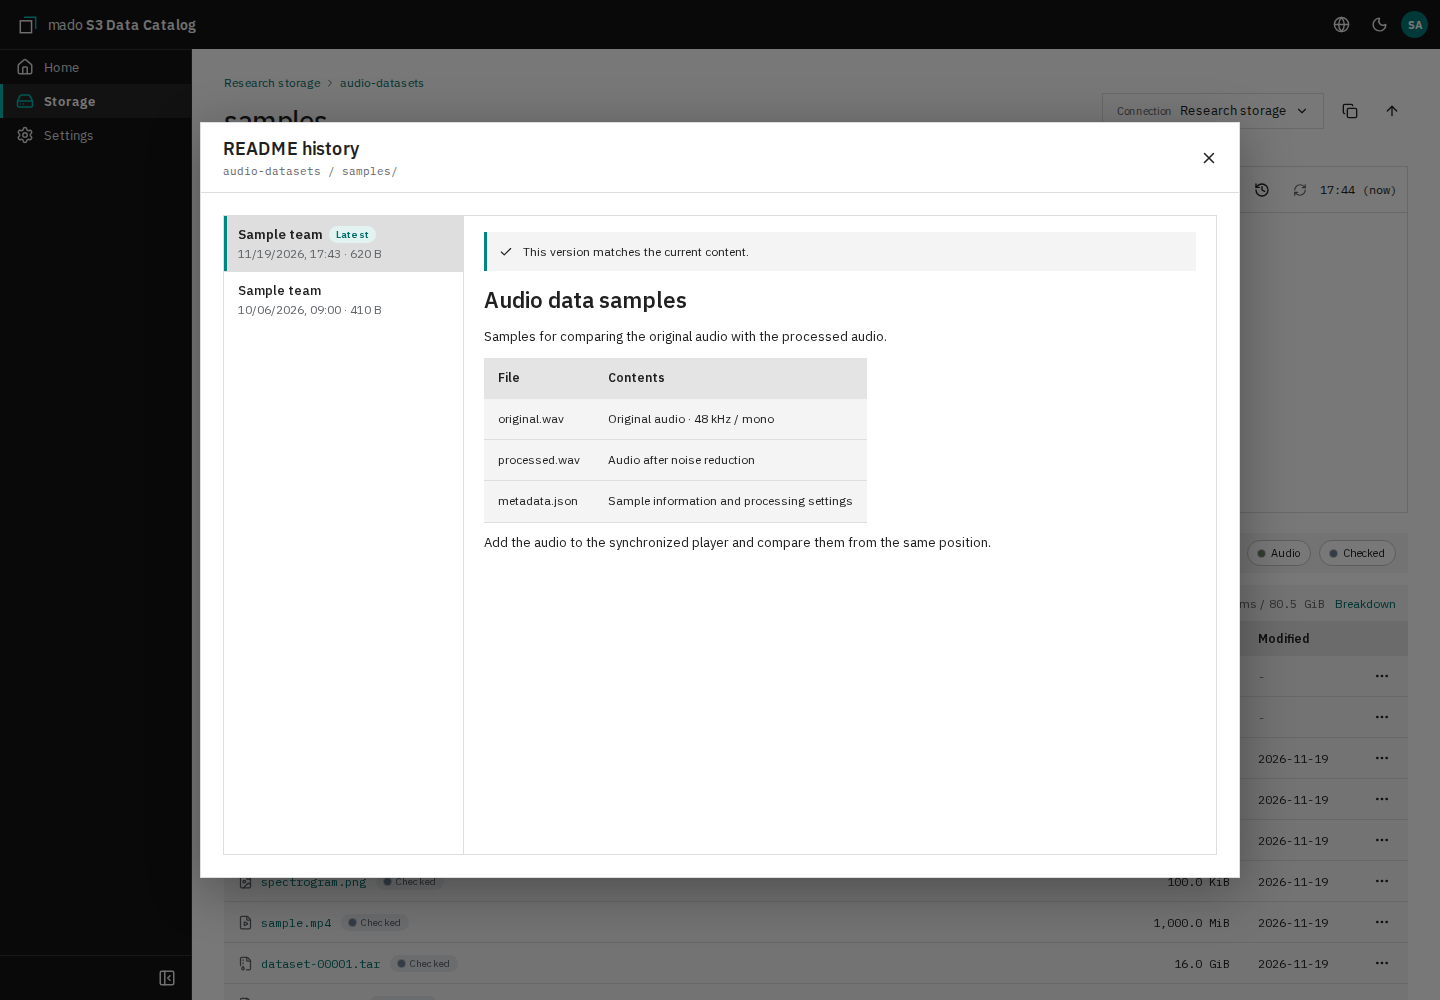 mado S3 Data Catalog
SA
Home
Storage
Settings
Research storage > audio-datasets
samples
Connection Research storage
17:44 (now)
README history
audio-datasets / samples/
Sample team Latest
11/19/2026, 17:43 · 620 B
Sample team
10/06/2026, 09:00 · 410 B
This version matches the current content.
Audio data samples
Samples for comparing the original audio with the processed audio.
File Contents
original.wav Original audio · 48 kHz / mono
processed.wav Audio after noise reduction
metadata.json Sample information and processing settings
Add the audio to the synchronized player and compare them from the same position.
Audio Checked
/ 80.5 GiB Breakdown
Modified
-
-
2026-11-19
2026-11-19
2026-11-19
spectrogram.png Checked 100.0 KiB 2026-11-19
sample.mp4 Checked 1,000.0 MiB 2026-11-19
dataset-00001.tar Checked 16.0 GiB 2026-11-19